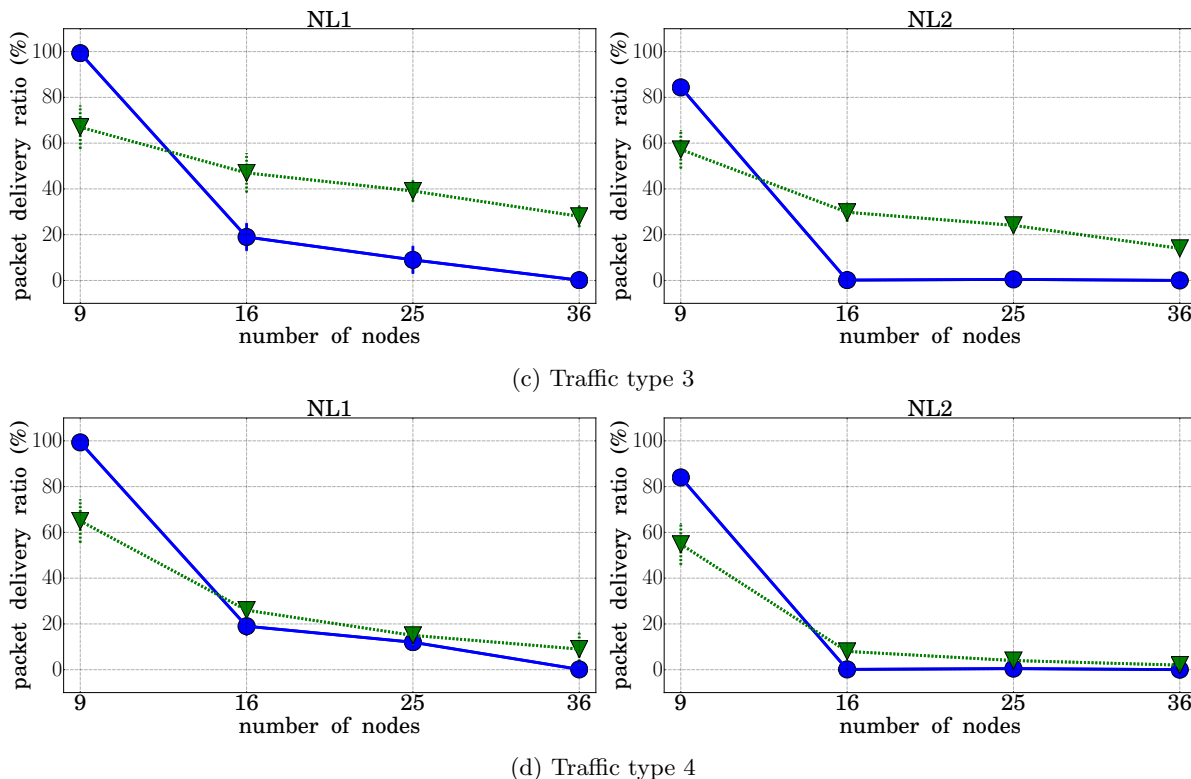 NL1
NL2
packet delivery ratio (%)
100
80
60
40
20
0
9
16
25
36
number of nodes
packet delivery ratio (%)
100
80
60
40
20
0
9
16
25
36
number of nodes
(c) Traffic type 3
NL1
NL2
packet delivery ratio (%)
100
80
60
40
20
0
9
16
25
36
number of nodes
packet delivery ratio (%)
100
80
60
40
20
0
9
16
25
36
number of nodes
(d) Traffic type 4